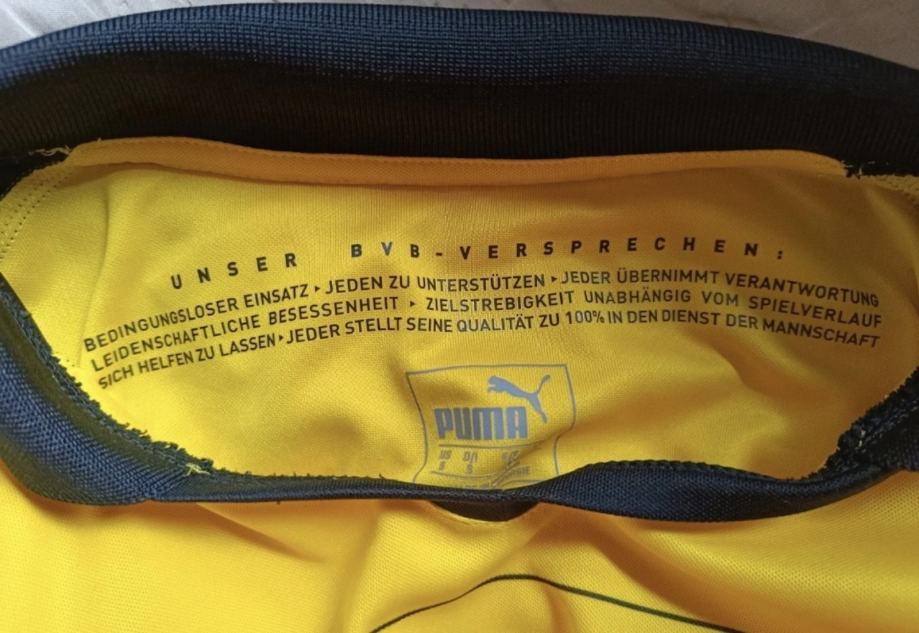 UNSER BVB-VERSPRECHEN:
BEDINGUNGSLOSER EINSATZ ▸ JEDEN ZU UNTERSTÜTZEN ▸ JEDER ÜBERNIMMT VERANTWORTUNG
LEIDENSCHAFTLICHE BESESSENHEIT ▸ ZIELSTREBIGKEIT UNABHÄNGIG VOM SPIELVERLAUF
SICH HELFEN ZU LASSEN ▸ JEDER STELLT SEINE QUALITÄT ZU 100% IN DEN DIENST DER MANNSCHAFT
PUMA
US D/I
S S